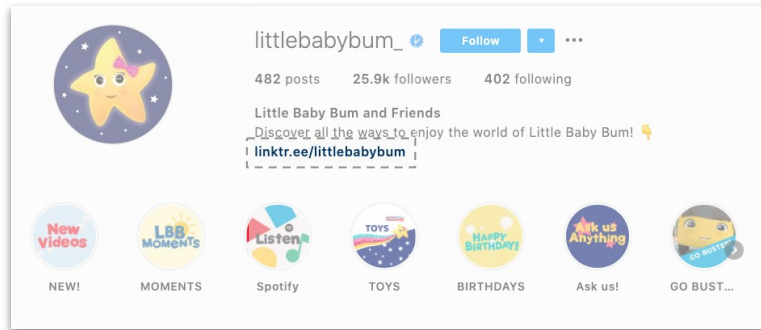 littlebabybum_ Follow
482 posts 25.9k followers 402 following
Little Baby Bum and Friends
Discover all the ways to enjoy the world of Little Baby Bum! 👇
linktr.ee/littlebabybum
New
Videos
LBB
MOMENTS
Listen
TOYS
HAPPY
BIRTHDAY!
Ask us
Anything
GO BUSTER
NEW! MOMENTS Spotify TOYS BIRTHDAYS Ask us! GO BUST...